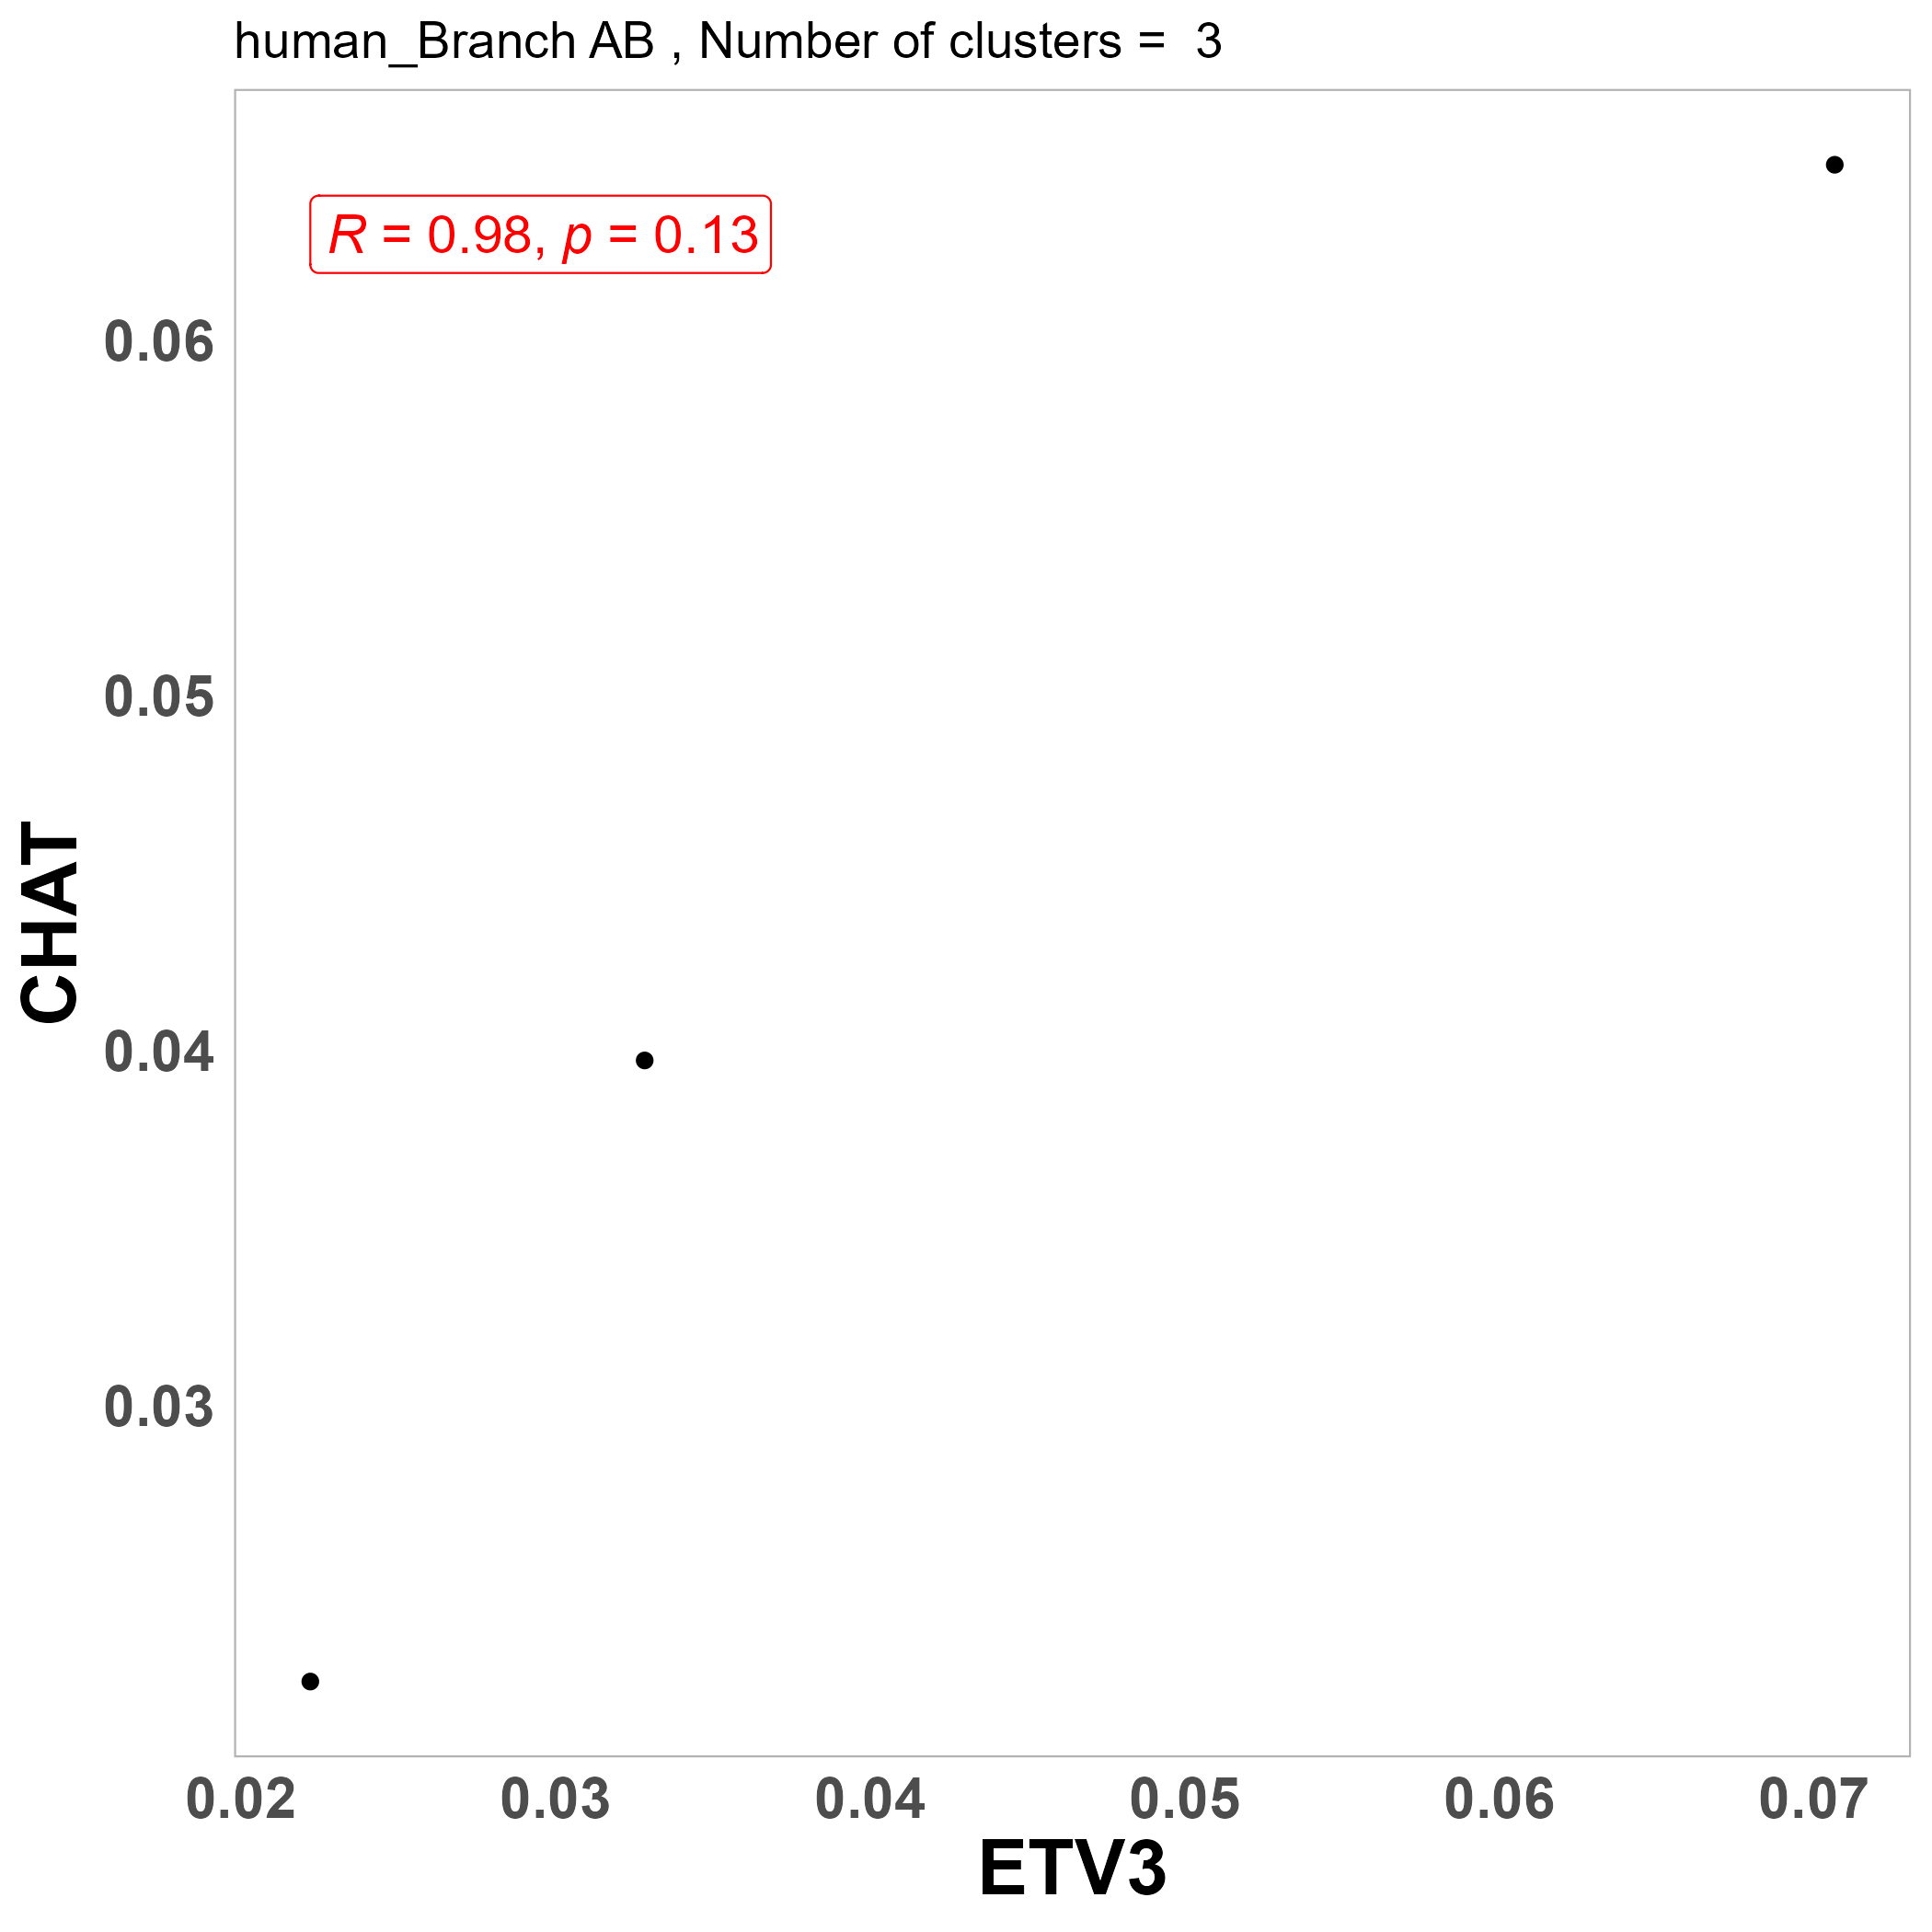 human_Branch AB , Number of clusters =  3
R = 0.98, p = 0.13
0.06
0.05
0.04
0.03
CHAT
0.02 0.03 0.04 0.05 0.06 0.07
ETV3